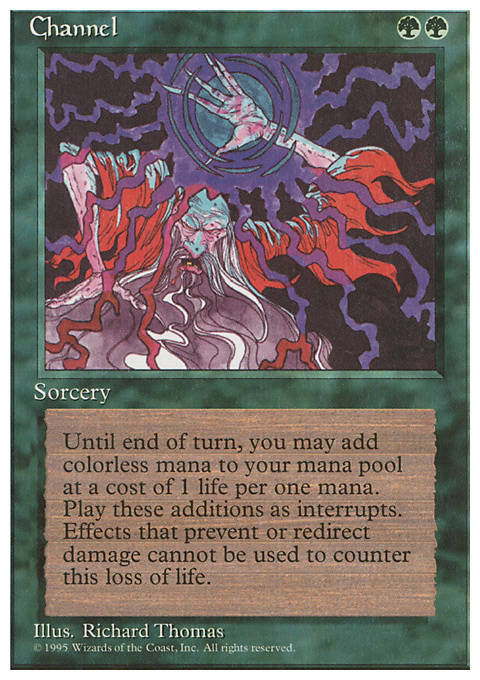 Channel
Sorcery
Until end of turn, you may add
colorless mana to your mana pool
at a cost of 1 life per one mana.
Play these additions as interrupts.
Effects that prevent or redirect
damage cannot be used to counter
this loss of life.
Illus. Richard Thomas
© 1995 Wizards of the Coast, Inc. All rights reserved.